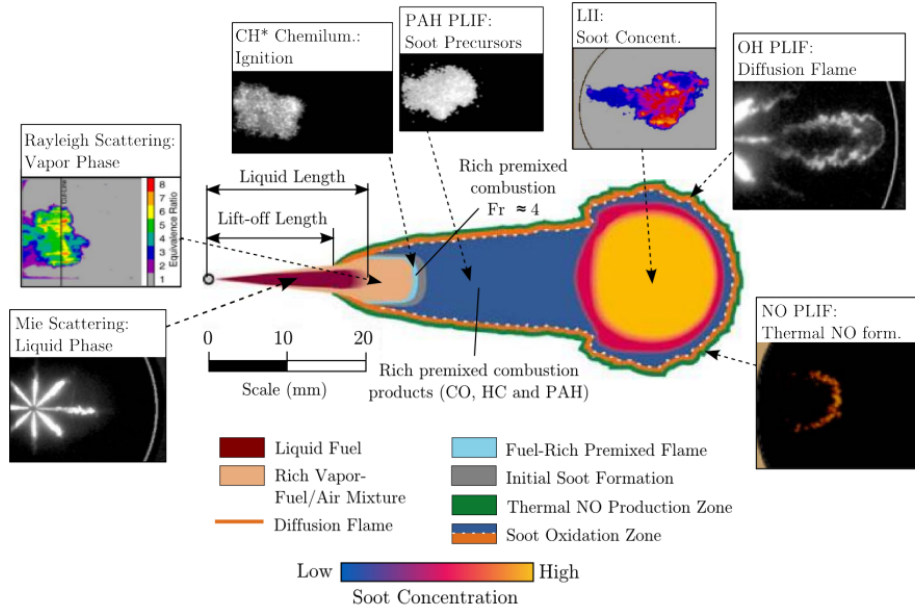 CH* Chemilum.:
Ignition
PAH PLIF:
Soot Precursors
LII:
Soot Concent.
OH PLIF:
Diffusion Flame
Rayleigh Scattering:
Vapor Phase
8
7
6
5
4
3
2
1
Equivalence Ratio
Liquid Length
Lift-off Length
Rich premixed
combustion
Fr ≈ 4
Mie Scattering:
Liquid Phase
0 10 20
Scale (mm)
Rich premixed combustion
products (CO, HC and PAH)
NO PLIF:
Thermal NO form.
Liquid Fuel
Rich Vapor-
Fuel/Air Mixture
Diffusion Flame
Fuel-Rich Premixed Flame
Initial Soot Formation
Thermal NO Production Zone
Soot Oxidation Zone
Low High
Soot Concentration